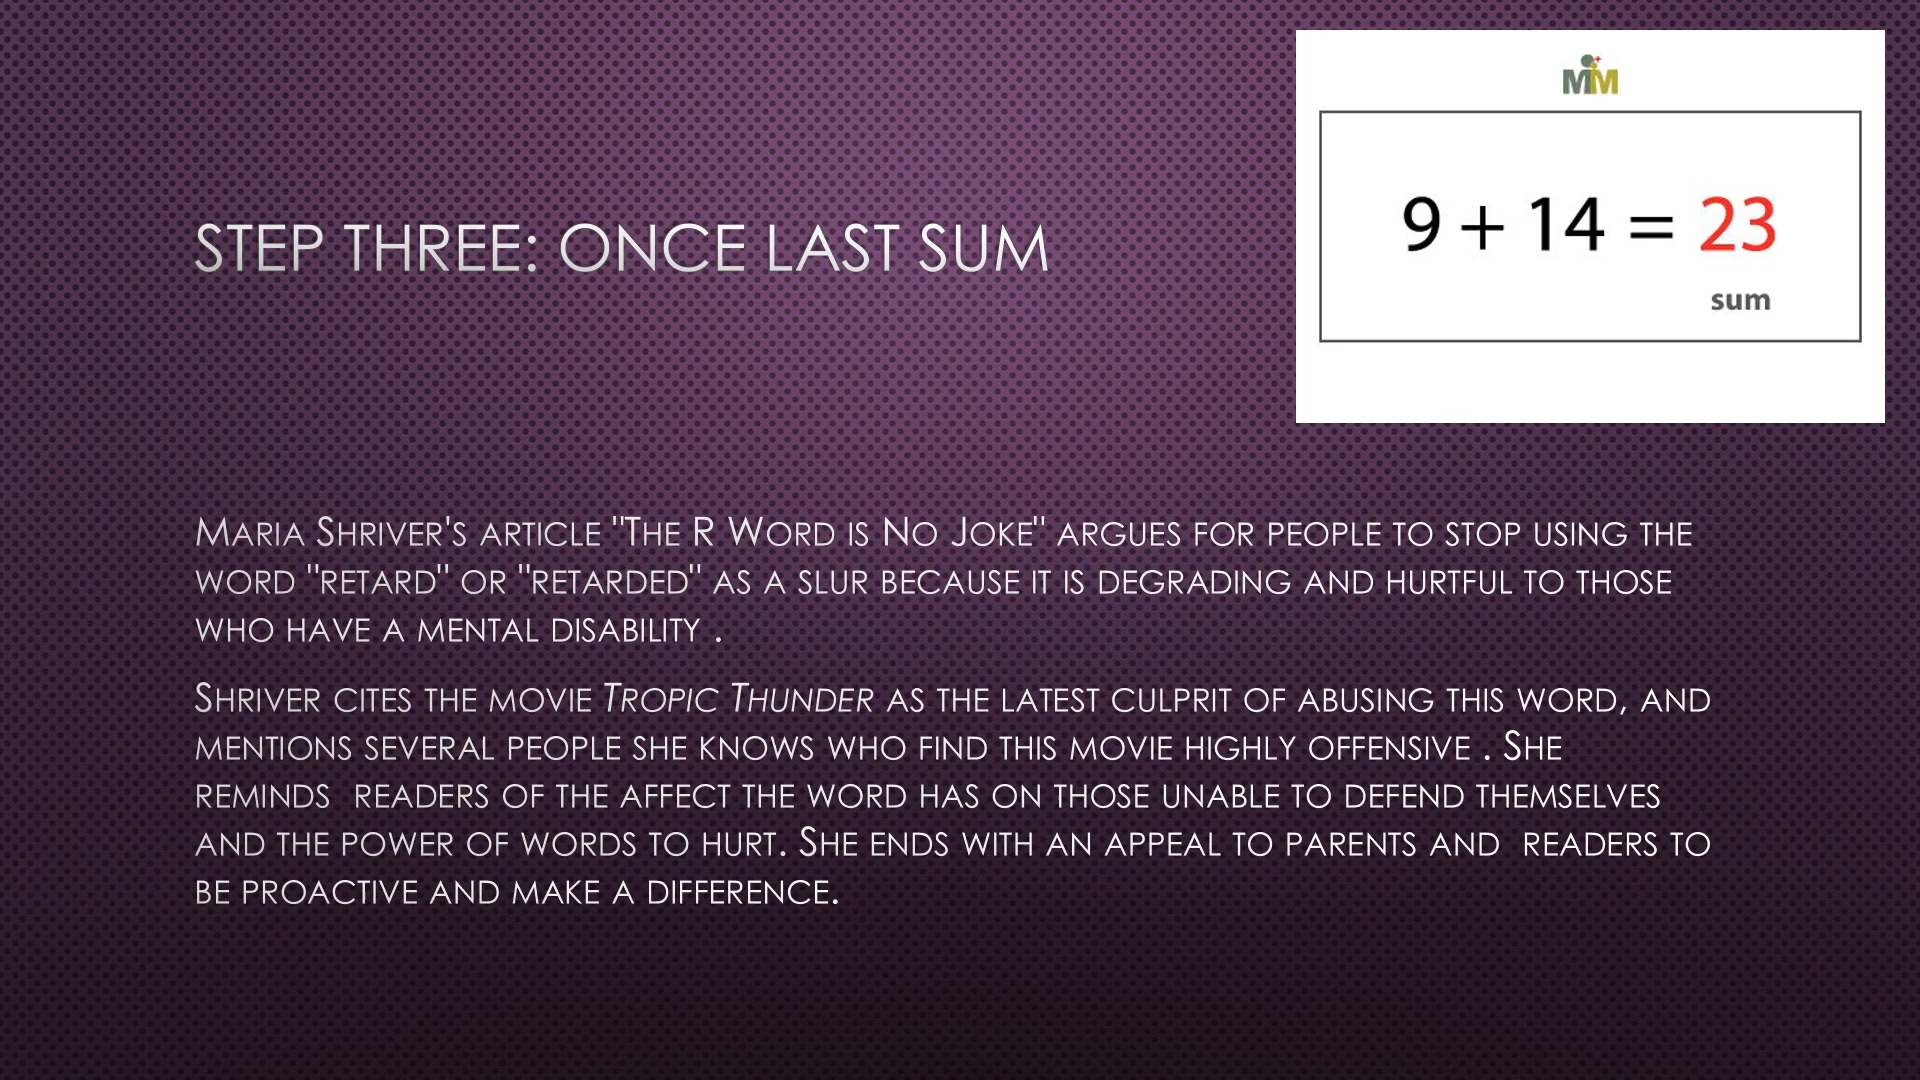 STEP THREE: ONCE LAST SUM
MM
9 + 14 = 23
sum
Maria Shriver's article "The R Word is No Joke" argues for people to stop using the
word "retard" or "retarded" as a slur because it is degrading and hurtful to those
who have a mental disability .
Shriver cites the movie Tropic Thunder as the latest culprit of abusing this word, and
mentions several people she knows who find this movie highly offensive . She
reminds  readers of the affect the word has on those unable to defend themselves
and the power of words to hurt. She ends with an appeal to parents and  readers to
be proactive and make a difference.